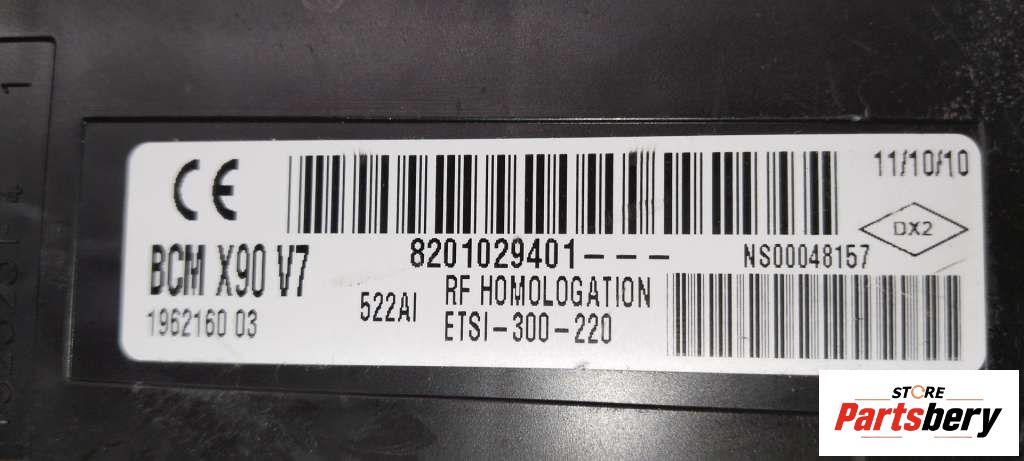 CE
11/10/10
DX2
8201029401---
NS00048157
BCM X90 V7
1962160 03
522AI
RF HOMOLOGATION
ETSI-300-220
1
STORE
Partsbery